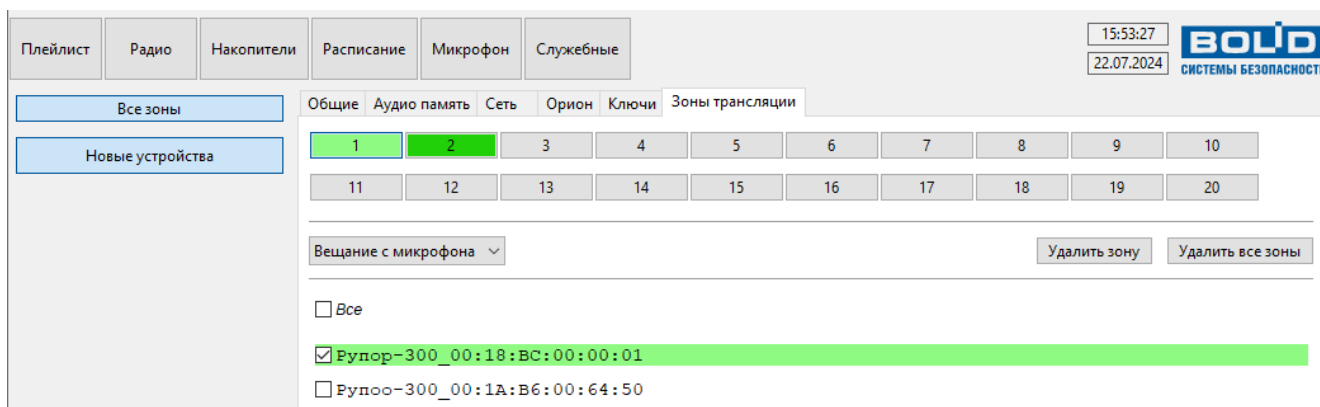 Плейлист Радио Накопители Расписание Микрофон Служебные 15:53:27
22.07.2024
BOLID
СИСТЕМЫ БЕЗОПАСНОСТ
Все зоны
Новые устройства
Общие Аудио память Сеть Орион Ключи Зоны трансляции
1 2 3 4 5 6 7 8 9 10
11 12 13 14 15 16 17 18 19 20
Вещание с микрофона Удалить зону Удалить все зоны
Все
Рупор-300_00:18:BC:00:00:01
Рупоо-300_00:1A:B6:00:64:50